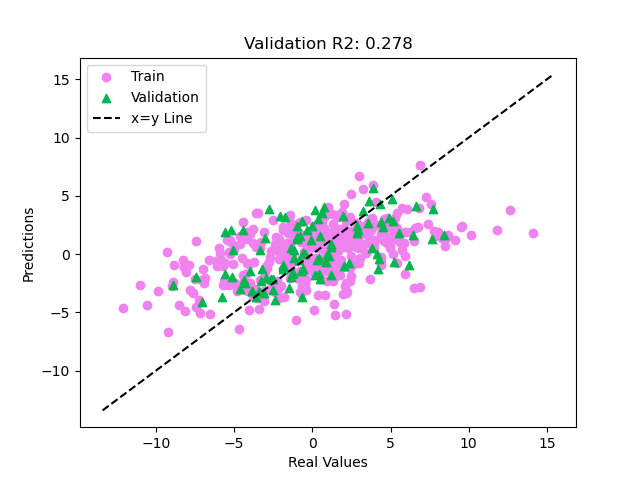 Validation R2: 0.278
Train
Validation
x=y Line
15
10
5
0
−5
−10
Predictions
−10
−5
0
5
10
15
Real Values